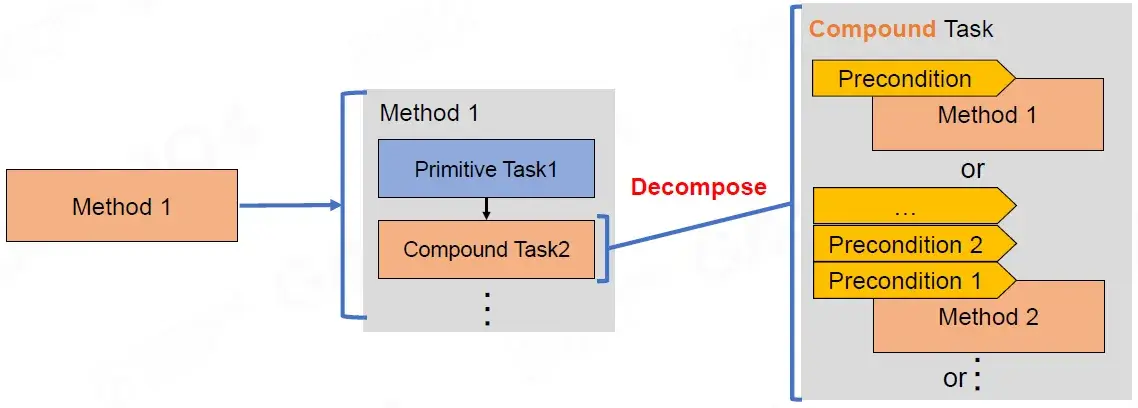 Method 1
Method 1
Primitive Task1
Compound Task2
⋮
Decompose
Compound Task
Precondition
Method 1
or
...
Precondition 2
Precondition 1
Method 2
or ⋮